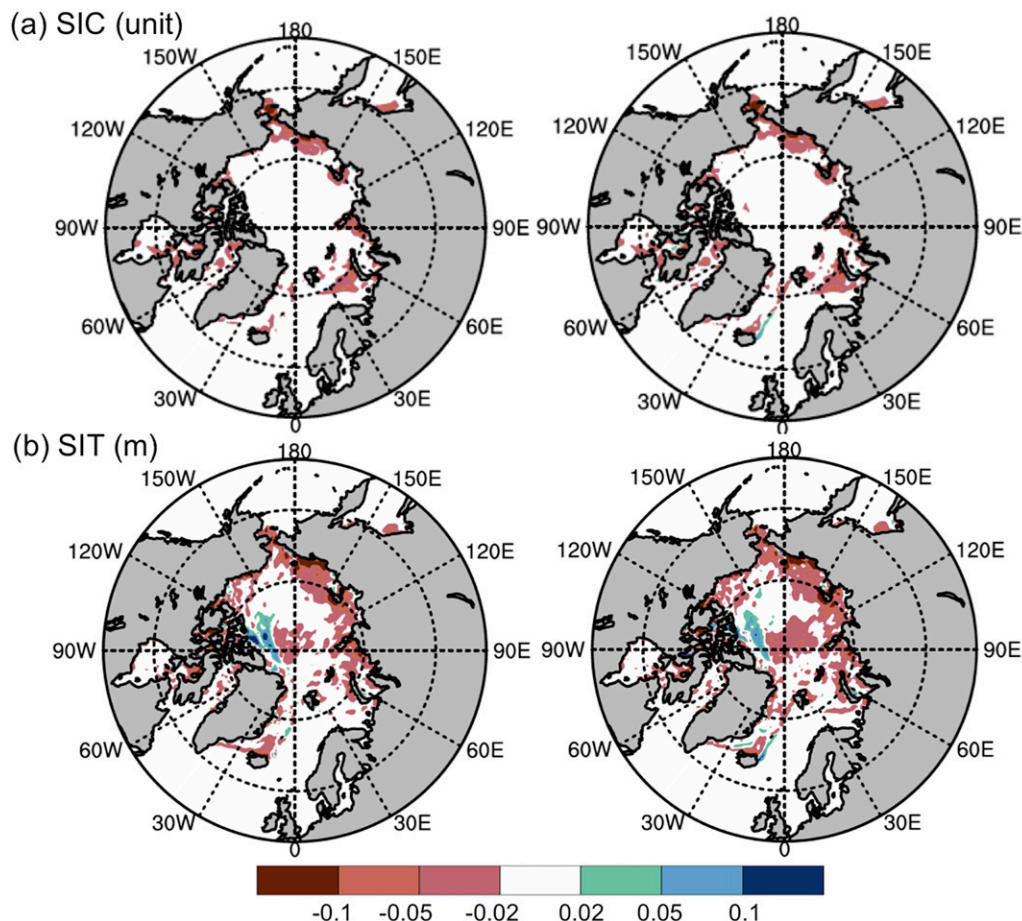 (a) SIC (unit)
180 180
150W 150E 150W 150E
120W 120E 120W 120E
90W 90E 90W 90E
60W 60E 60W 60E
30W 30E 30W 30E
0 0
(b) SIT (m)
180 180
150W 150E 150W 150E
120W 120E 120W 120E
90W 90E 90W 90E
60W 60E 60W 60E
30W 30E 30W 30E
0 0
-0.1 -0.05 -0.02 0.02 0.05 0.1